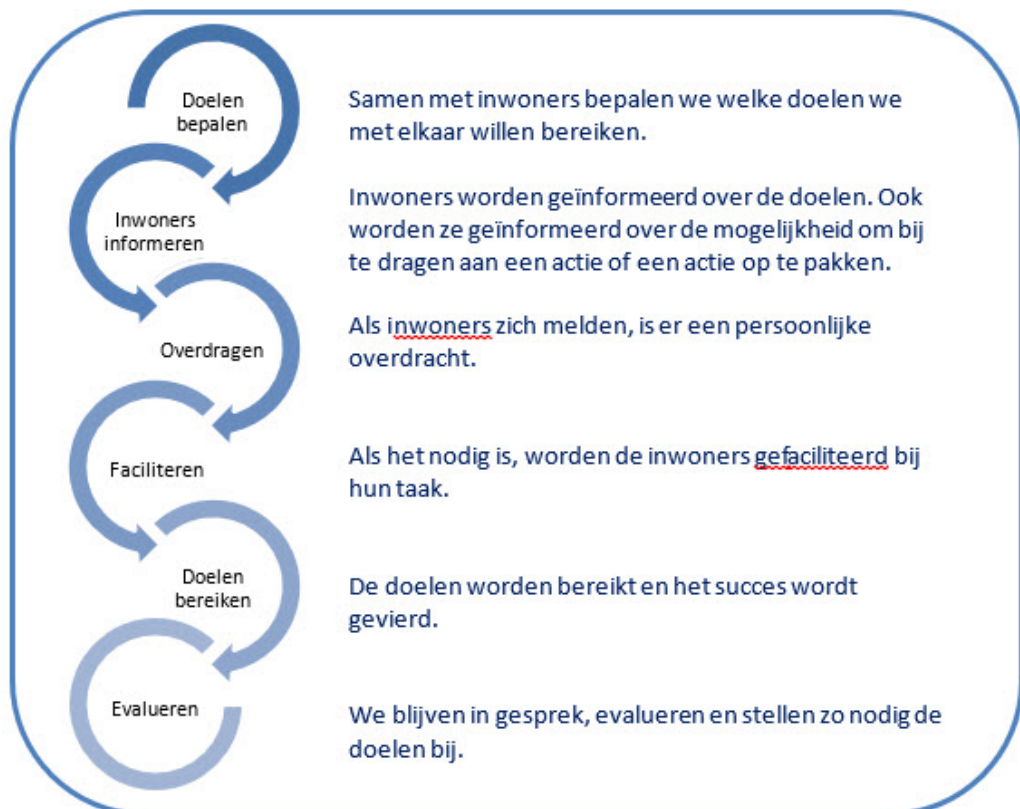 Doelen
bepalen
Samen met inwoners bepalen we welke doelen we
met elkaar willen bereiken.
Inwoners
informeren
Inwoners worden geïnformeerd over de doelen. Ook
worden ze geïnformeerd over de mogelijkheid om bij
te dragen aan een actie of een actie op te pakken.
Overdragen
Als inwoners zich melden, is er een persoonlijke
overdracht.
Faciliteren
Als het nodig is, worden de inwoners gefaciliteerd bij
hun taak.
Doelen
bereiken
De doelen worden bereikt en het succes wordt
gevierd.
Evalueren
We blijven in gesprek, evalueren en stellen zo nodig de
doelen bij.